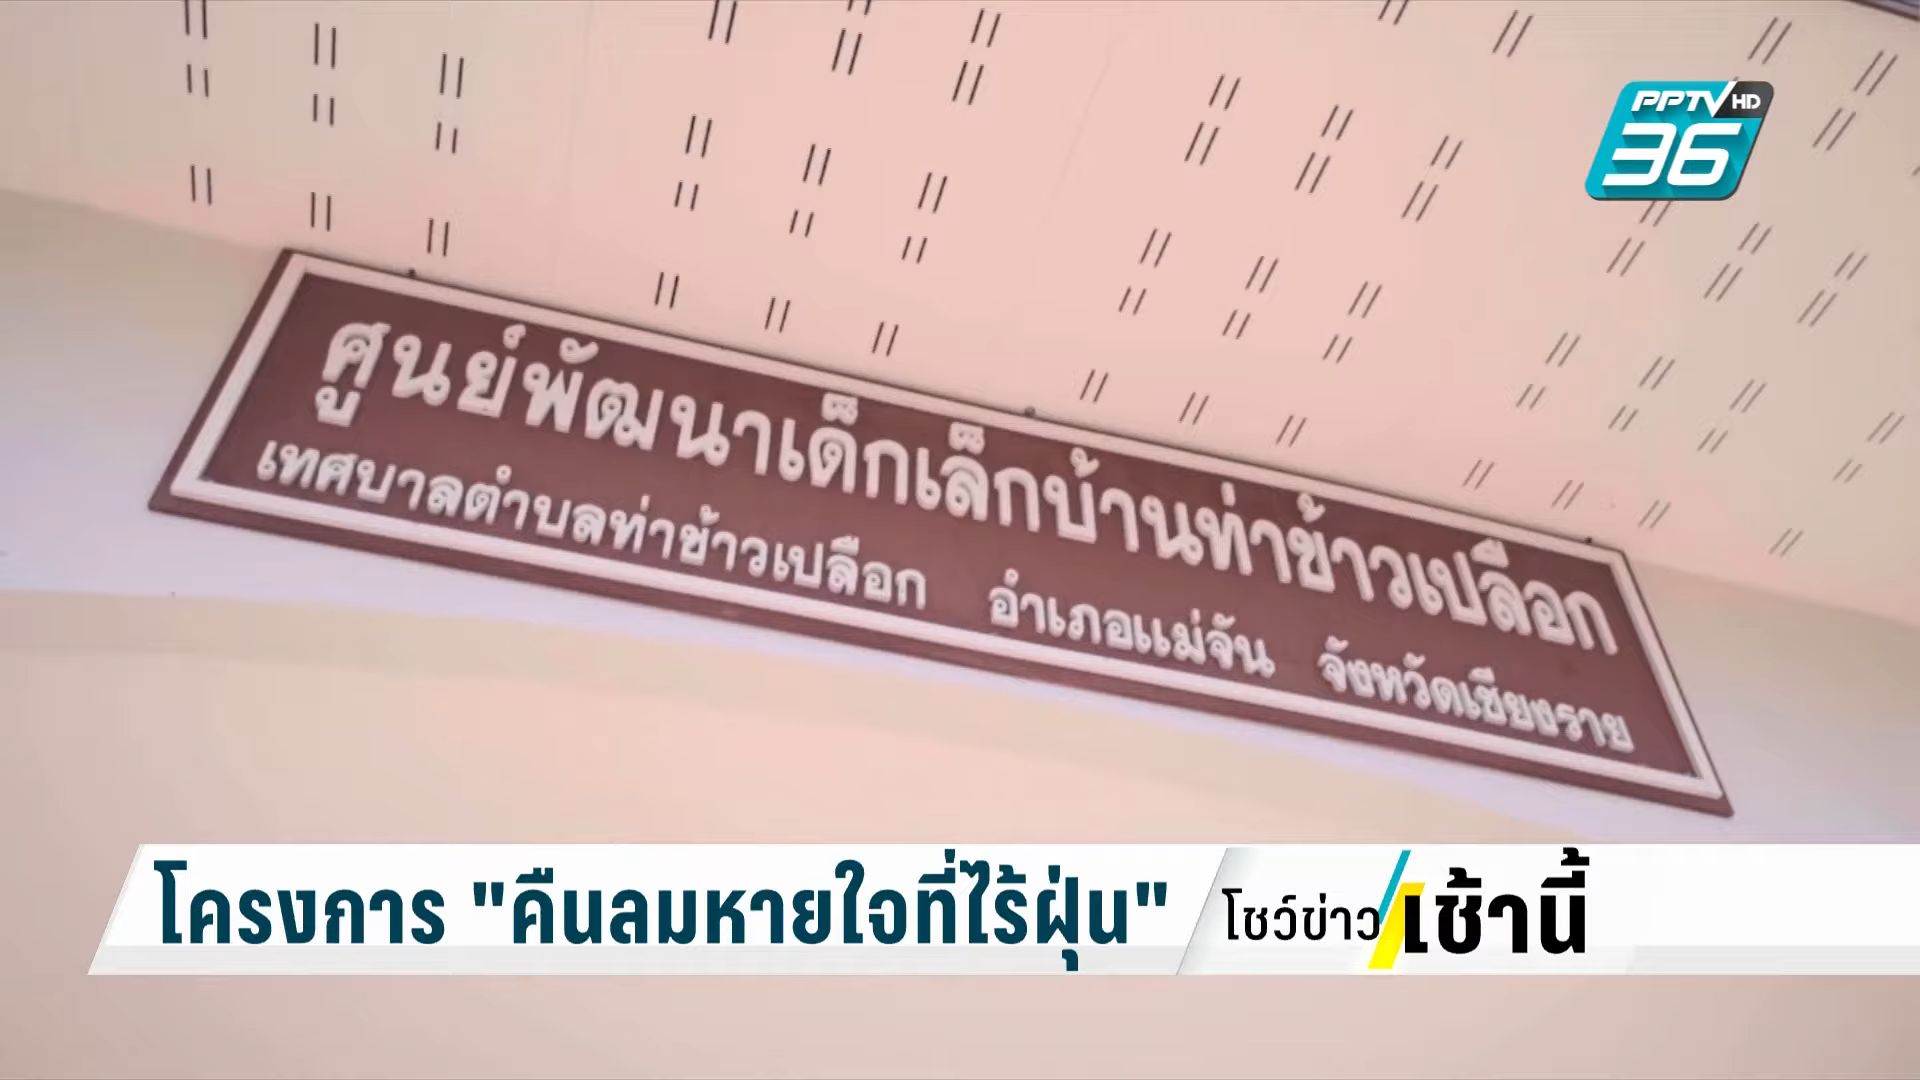 PPTV HD
36
ศูนย์พัฒนาเด็กเล็กบ้านท่าข้าวเปลือก
เทศบาลตำบลท่าข้าวเปลือก อำเภอแม่จัน จังหวัดเชียงราย
โครงการ "คืนลมหายใจที่ไร้ฝุ่น" โชว์ข่าว เช้านี้